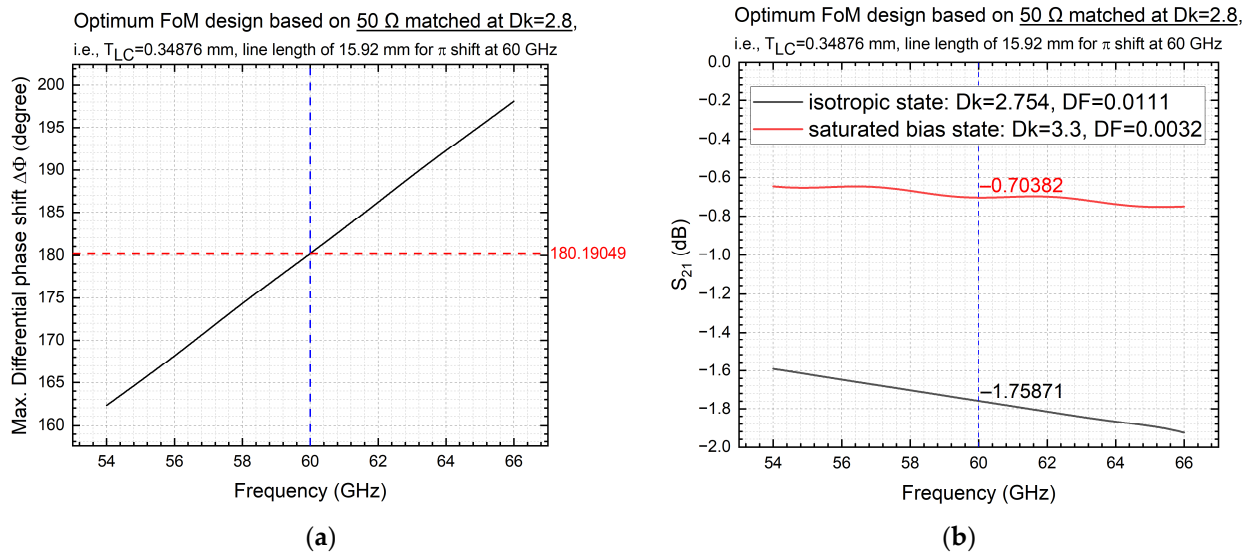 Optimum FoM design based on 50 Ω matched at Dk=2.8,
i.e., TLC=0.34876 mm, line length of 15.92 mm for π shift at 60 GHz
Max. Differential phase shift ΔΦ (degree)
200
195
190
185
180
175
170
165
160
180.19049
54 56 58 60 62 64 66
Frequency (GHz)
(a)
Optimum FoM design based on 50 Ω matched at Dk=2.8,
i.e., TLC=0.34876 mm, line length of 15.92 mm for π shift at 60 GHz
S21 (dB)
0.0
−0.2
−0.4
−0.6
−0.8
−1.0
−1.2
−1.4
−1.6
−1.8
−2.0
isotropic state: Dk=2.754, DF=0.0111
saturated bias state: Dk=3.3, DF=0.0032
−0.70382
−1.75871
54 56 58 60 62 64 66
Frequency (GHz)
(b)